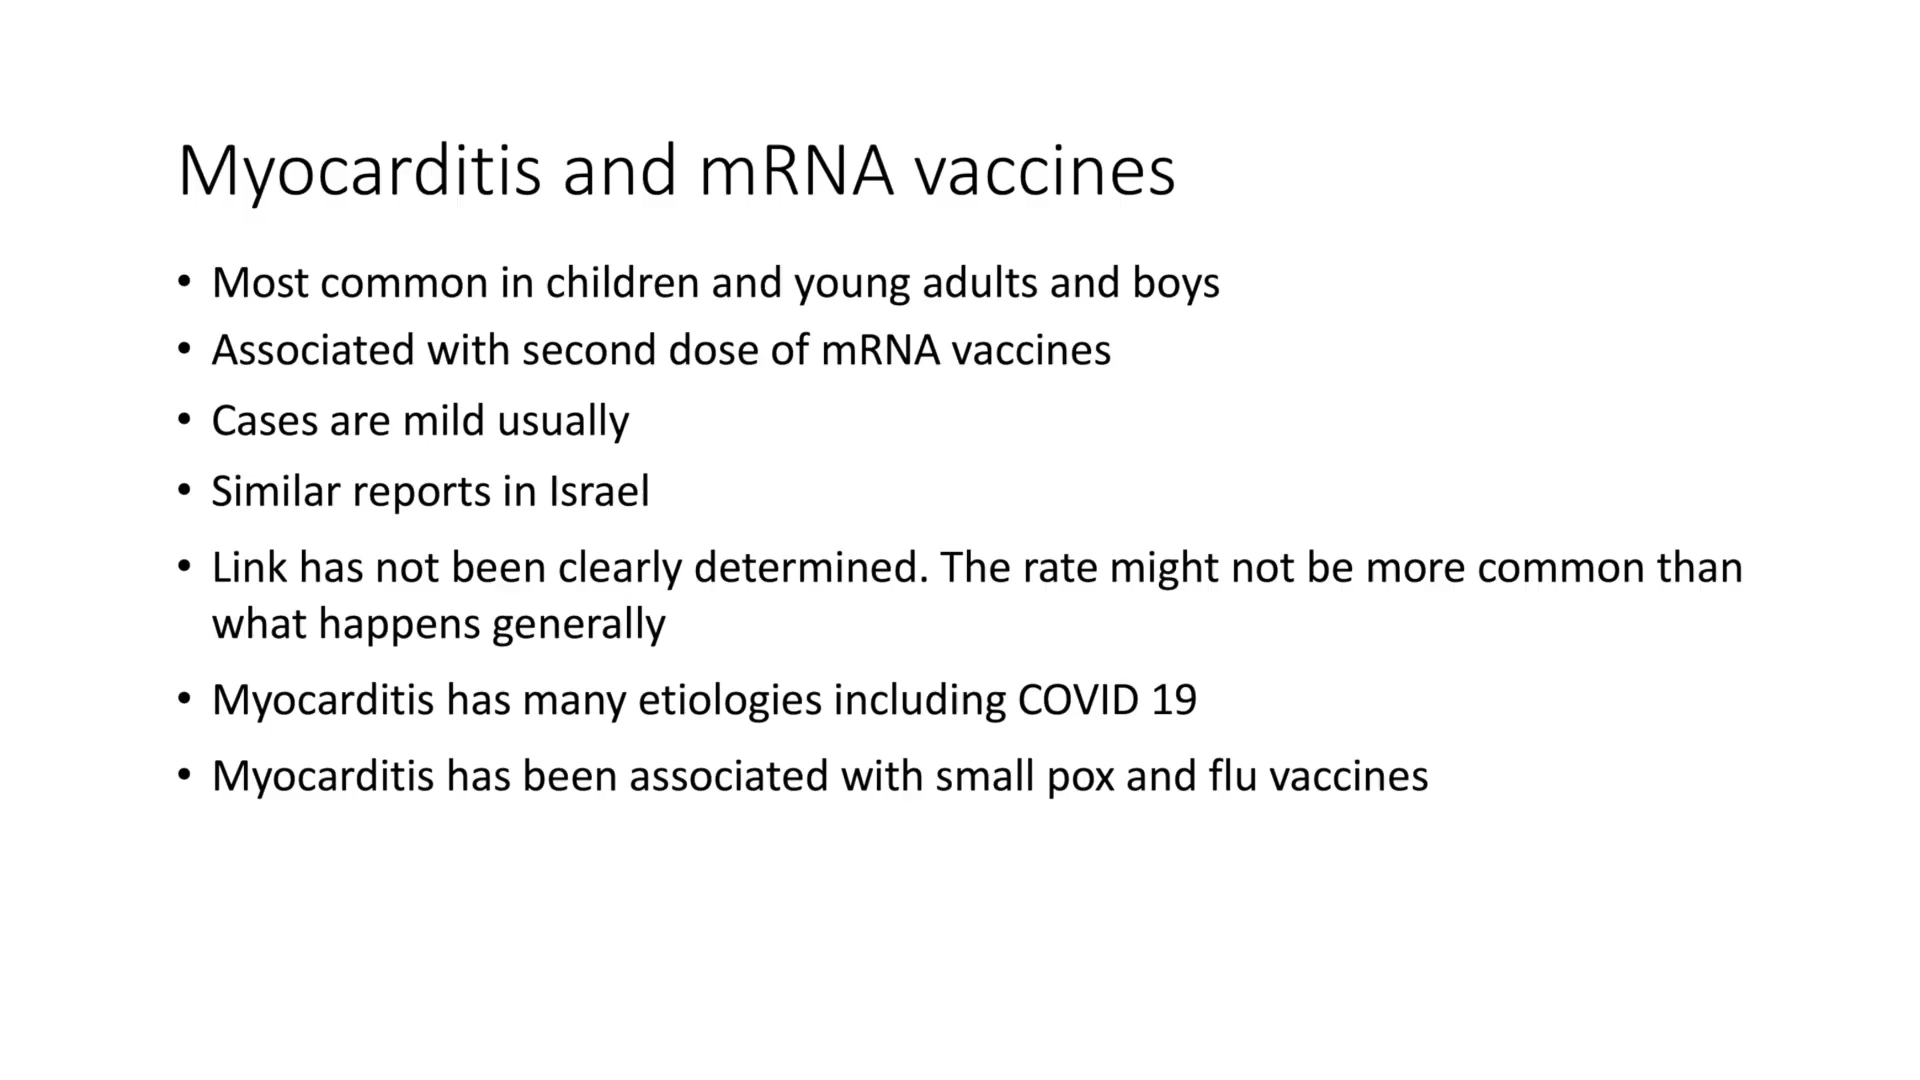 Myocarditis and mRNA vaccines
• Most common in children and young adults and boys
• Associated with second dose of mRNA vaccines
• Cases are mild usually
• Similar reports in Israel
• Link has not been clearly determined. The rate might not be more common than
what happens generally
• Myocarditis has many etiologies including COVID 19
• Myocarditis has been associated with small pox and flu vaccines